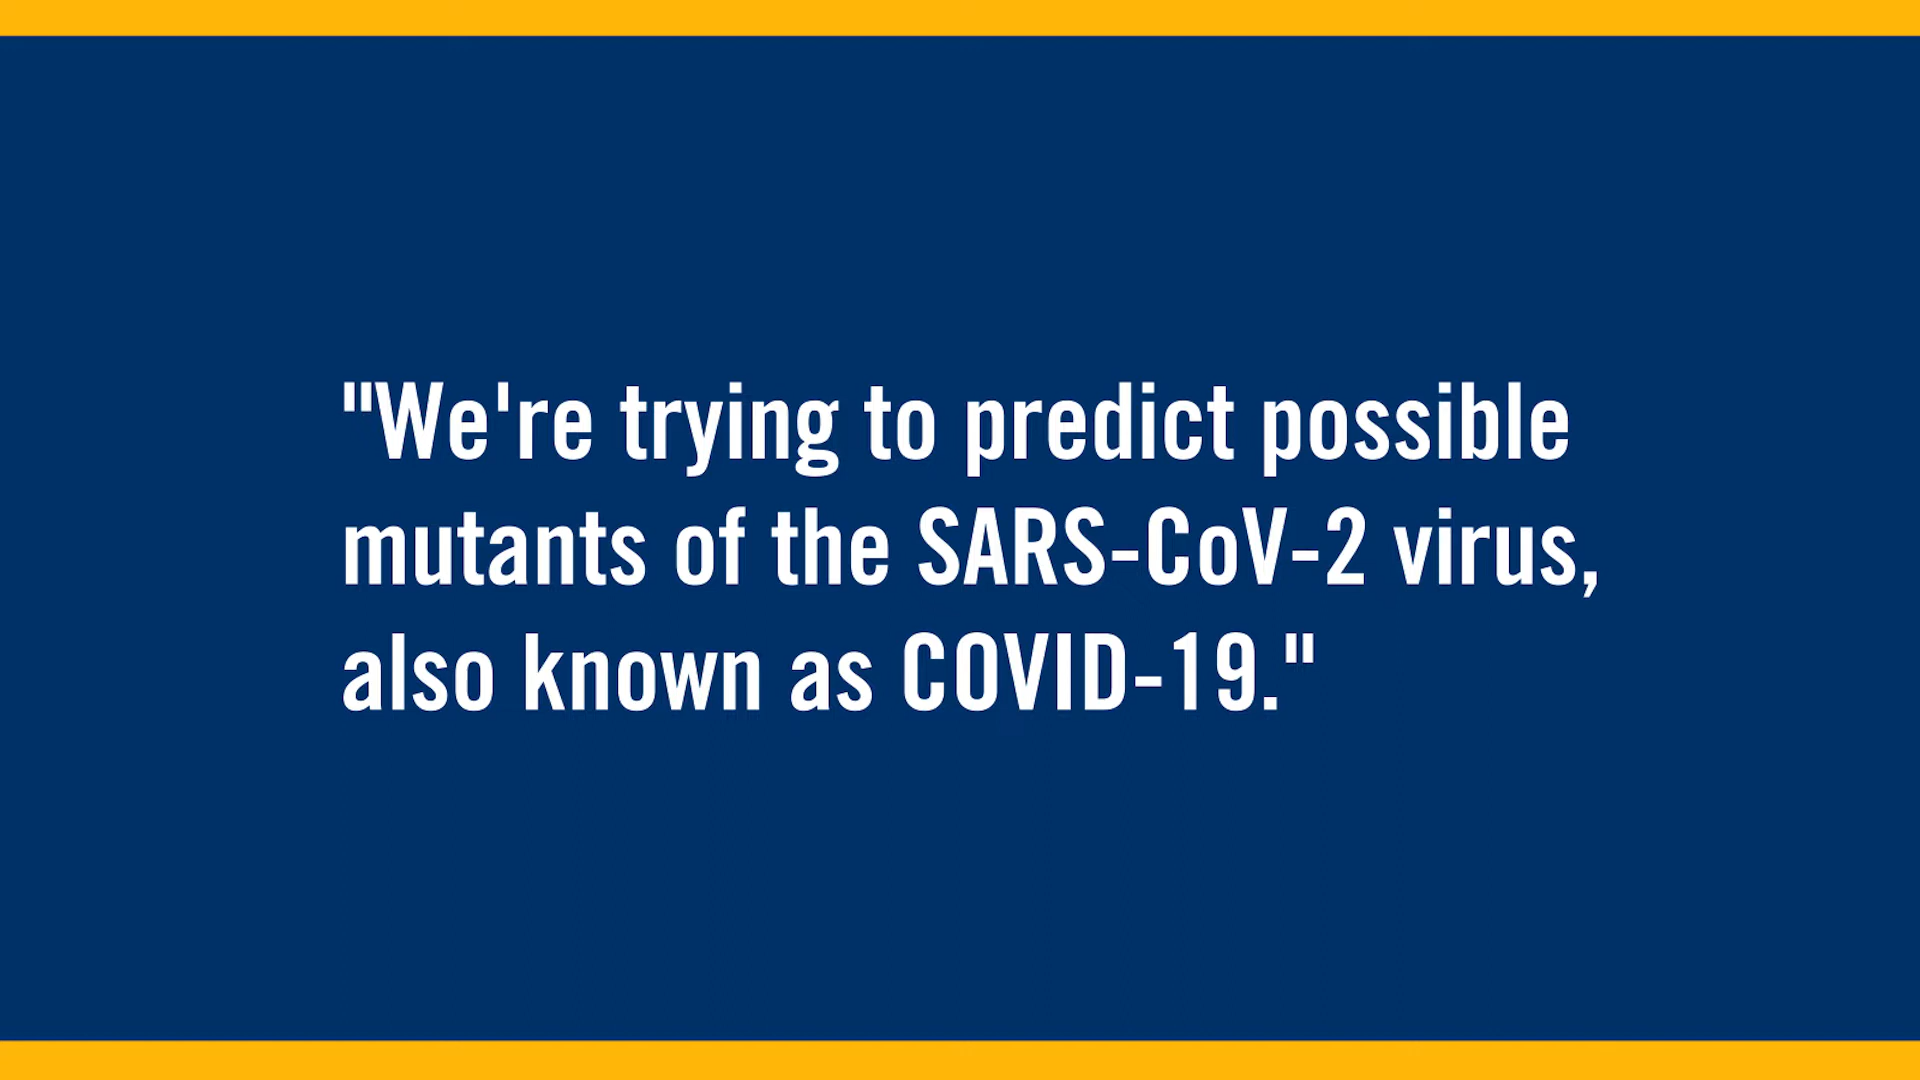 "We're trying to predict possible
mutants of the SARS-CoV-2 virus,
also known as COVID-19."